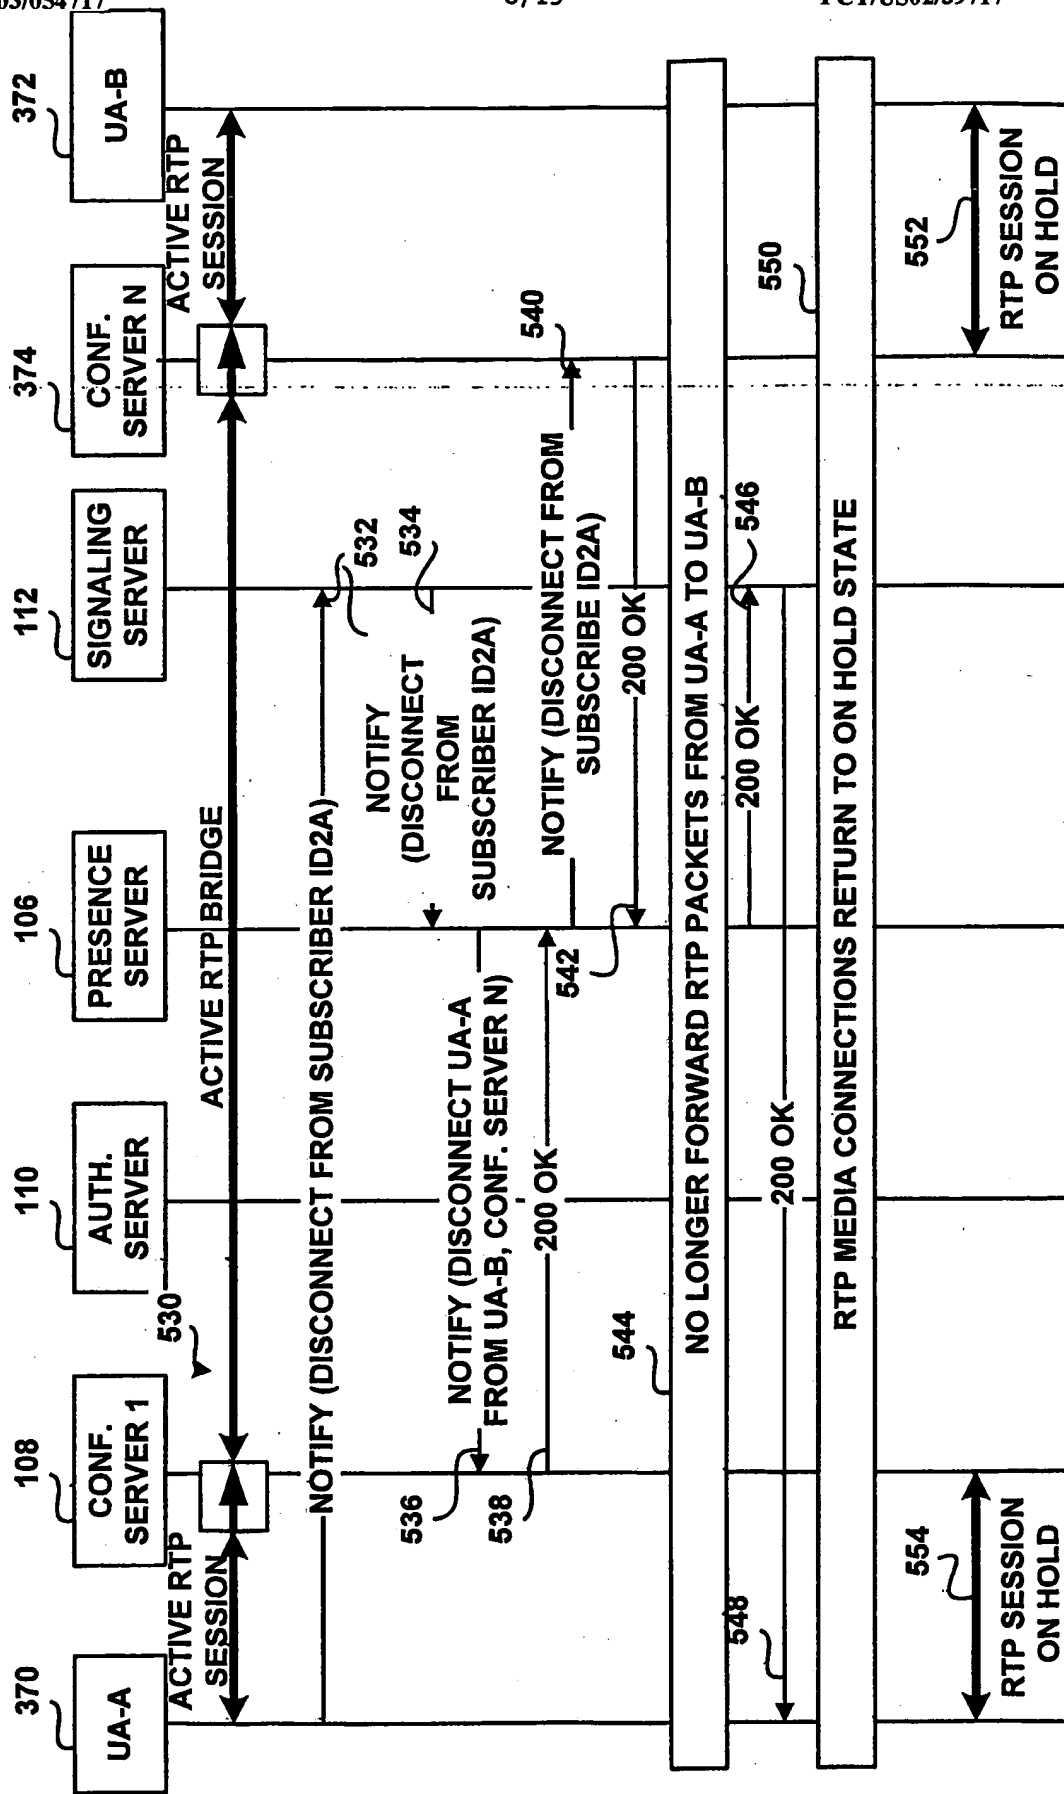 03/034717
8/13
PCT/US02/39717
370
108
110
106
112
374
372
UA-A
CONF.
SERVER 1
AUTH.
SERVER
PRESENCE
SERVER
SIGNALING
SERVER
CONF.
SERVER N
UA-B
ACTIVE RTP
SESSION
530
ACTIVE RTP BRIDGE
ACTIVE RTP
SESSION
NOTIFY (DISCONNECT FROM SUBSCRIBER ID2A)
532
NOTIFY
(DISCONNECT
FROM
SUBSCRIBER ID2A)
534
536
NOTIFY (DISCONNECT UA-A
FROM UA-B, CONF. SERVER N)
538
200 OK
NOTIFY (DISCONNECT FROM
SUBSCRIBE ID2A)
540
542
200 OK
544
NO LONGER FORWARD RTP PACKETS FROM UA-A TO UA-B
200 OK
546
548
200 OK
550
RTP MEDIA CONNECTIONS RETURN TO ON HOLD STATE
554
RTP SESSION
ON HOLD
552
RTP SESSION
ON HOLD